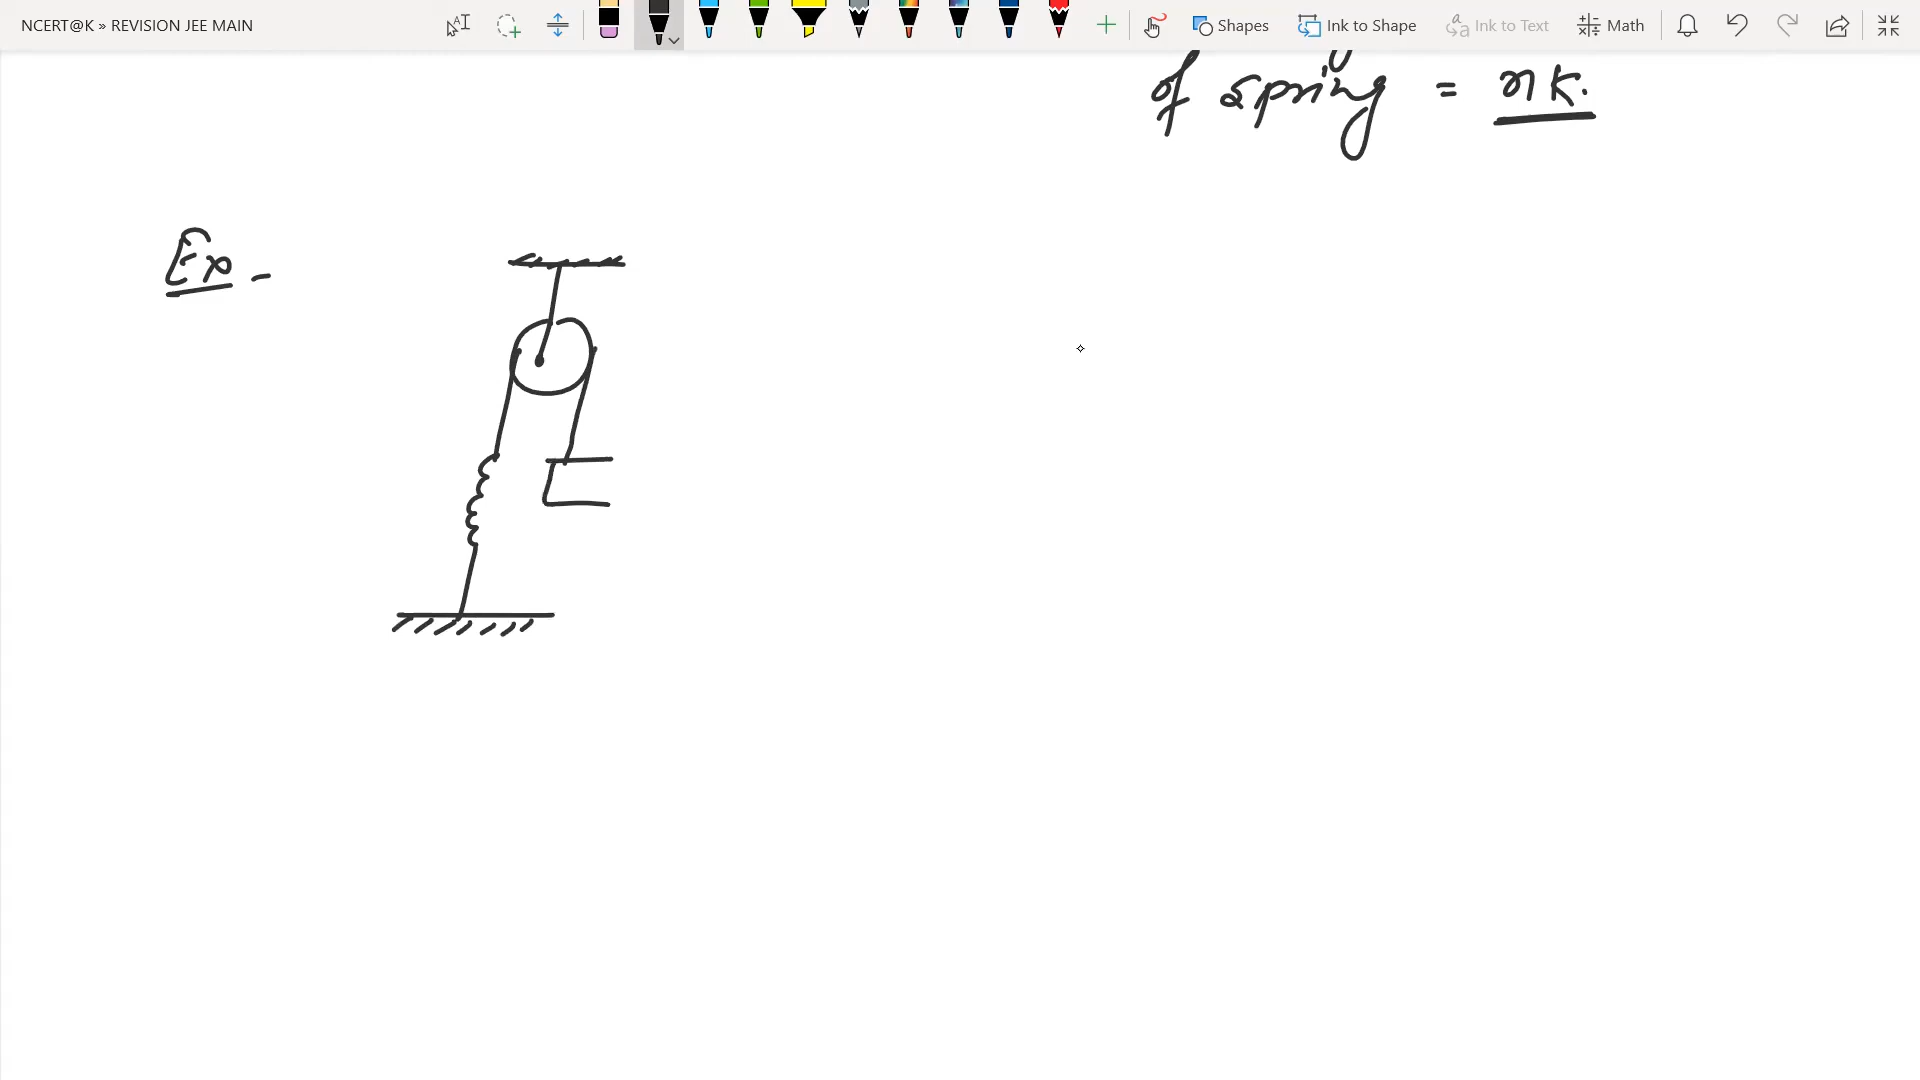 NCERT@K » REVISION JEE MAIN
Shapes
Ink to Shape
Ink to Text
Math
of spring = nk.
Ex -